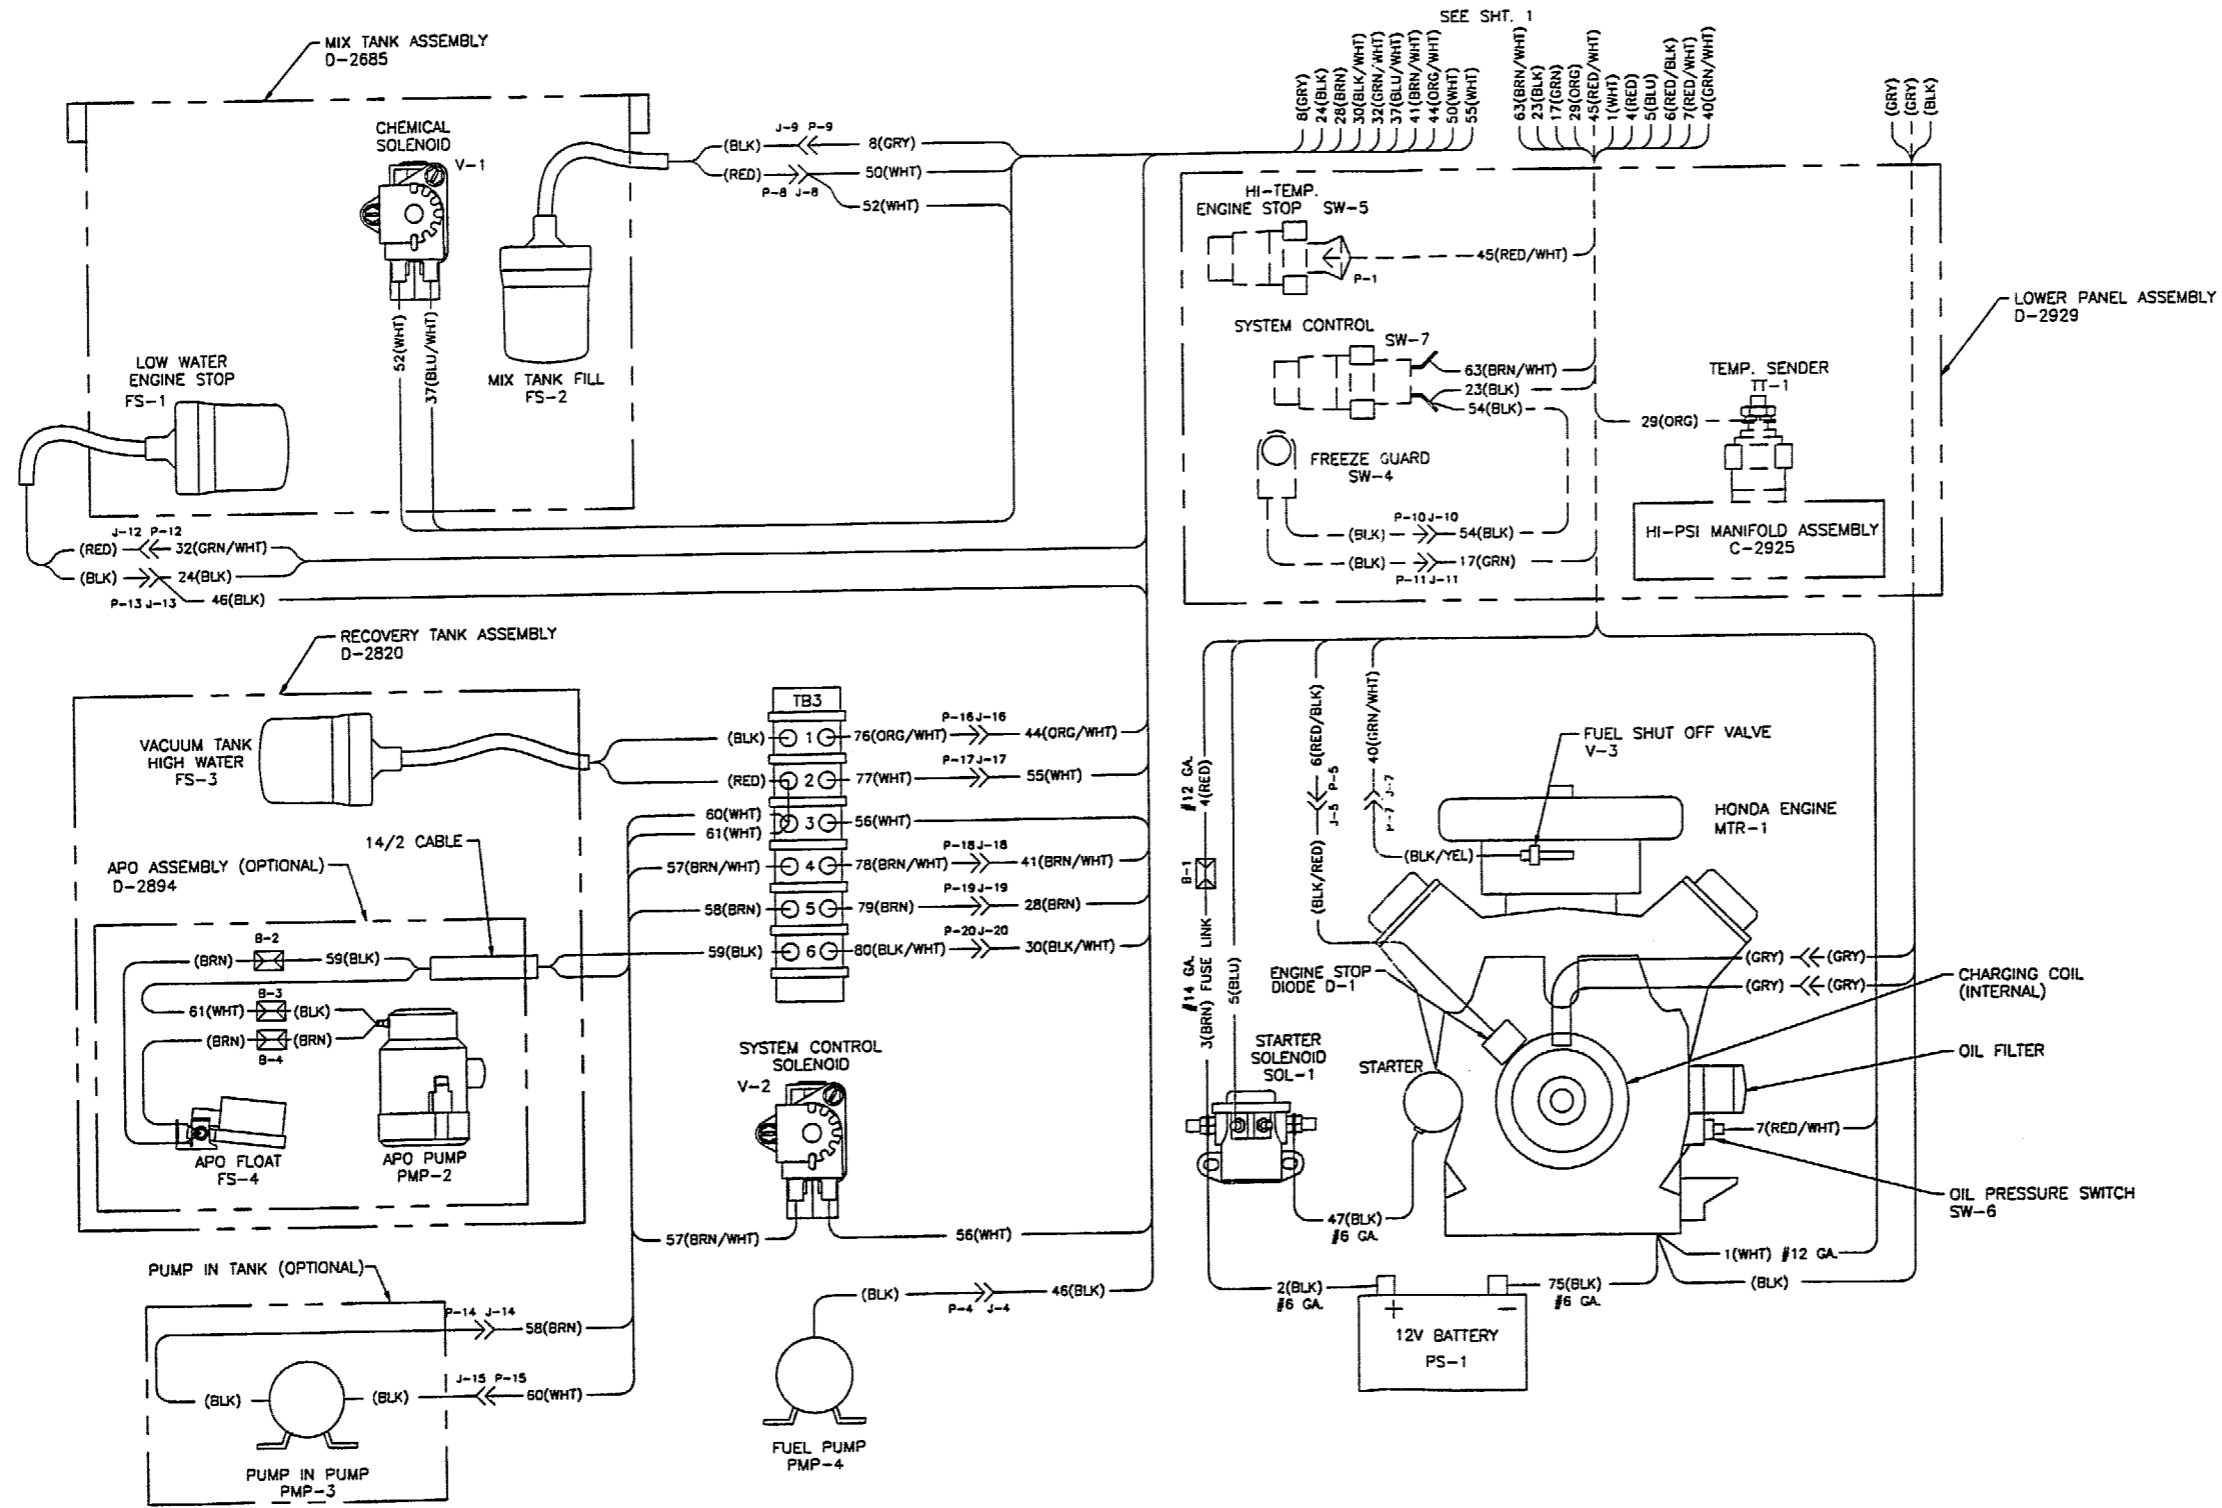 SEE SHT. 1
MIX TANK ASSEMBLY
D-2685
8(GRY)
24(BLK)
28(BRN)
30(BLK/WHT)
32(GRN/WHT)
37(BLU/WHT)
41(BRN/WHT)
44(ORG/WHT)
50(WHT)
55(WHT)
63(BRN/WHT)
23(BLK)
17(GRN)
29(ORG)
45(RED/WHT)
1(WHT)
4(RED)
5(BLU)
6(RED/BLK)
7(RED/WHT)
40(GRN/WHT)
(GRY)
(GRY)
(BLK)
CHEMICAL
SOLENOID
V-1
J-9 P-9
(BLK)
8(GRY)
(RED)
50(WHT)
P-8 J-8
52(WHT)
52(WHT)
37(BLU/WHT)
MIX TANK FILL
FS-2
LOW WATER
ENGINE STOP
FS-1
J-12 P-12
(RED)
32(GRN/WHT)
(BLK)
24(BLK)
P-13 J-13
46(BLK)
HI-TEMP.
ENGINE STOP SW-5
45(RED/WHT)
P-1
SYSTEM CONTROL
SW-7
63(BRN/WHT)
23(BLK)
54(BLK)
FREEZE GUARD
SW-4
P-10 J-10
(BLK)
54(BLK)
(BLK)
17(GRN)
P-11 J-11
TEMP. SENDER
TT-1
29(ORG)
HI-PSI MANIFOLD ASSEMBLY
C-2925
LOWER PANEL ASSEMBLY
D-2929
RECOVERY TANK ASSEMBLY
D-2820
VACUUM TANK
HIGH WATER
FS-3
14/2 CABLE
APO ASSEMBLY (OPTIONAL)
D-2894
B-2
(BRN)
59(BLK)
B-3
61(WHT)
(BLK)
(BRN)
(BRN)
B-4
APO FLOAT
FS-4
APO PUMP
PMP-2
TB3
(BLK)
1
76(ORG/WHT)
P-16 J-16
44(ORG/WHT)
(RED)
2
77(WHT)
P-17 J-17
55(WHT)
60(WHT)
61(WHT)
3
56(WHT)
57(BRN/WHT)
4
78(BRN/WHT)
P-18 J-18
41(BRN/WHT)
58(BRN)
5
79(BRN)
P-19 J-19
28(BRN)
59(BLK)
6
80(BLK/WHT)
P-20 J-20
30(BLK/WHT)
SYSTEM CONTROL
SOLENOID
V-2
57(BRN/WHT)
56(WHT)
PUMP IN TANK (OPTIONAL)
P-14 J-14
58(BRN)
J-15 P-15
(BLK)
(BLK)
60(WHT)
PUMP IN PUMP
PMP-3
(BLK)
P-4 J-4
46(BLK)
FUEL PUMP
PMP-4
#12 GA.
4(RED)
B-1
#14 GA.
3(BRN) FUSE LINK
5(BLU)
6(RED/BLK)
J-5 P-5
(BLK/RED)
40(GRN/WHT)
P-7 J-7
(BLK/YEL)
FUEL SHUT OFF VALVE
V-3
HONDA ENGINE
MTR-1
ENGINE STOP
DIODE D-1
(GRY)
(GRY)
(GRY)
(GRY)
CHARGING COIL
(INTERNAL)
STARTER
SOLENOID
SOL-1
STARTER
OIL FILTER
7(RED/WHT)
OIL PRESSURE SWITCH
SW-6
47(BLK)
#6 GA.
1(WHT) #12 GA.
(BLK)
2(BLK)
#6 GA.
75(BLK)
#6 GA.
+
−
12V BATTERY
PS-1